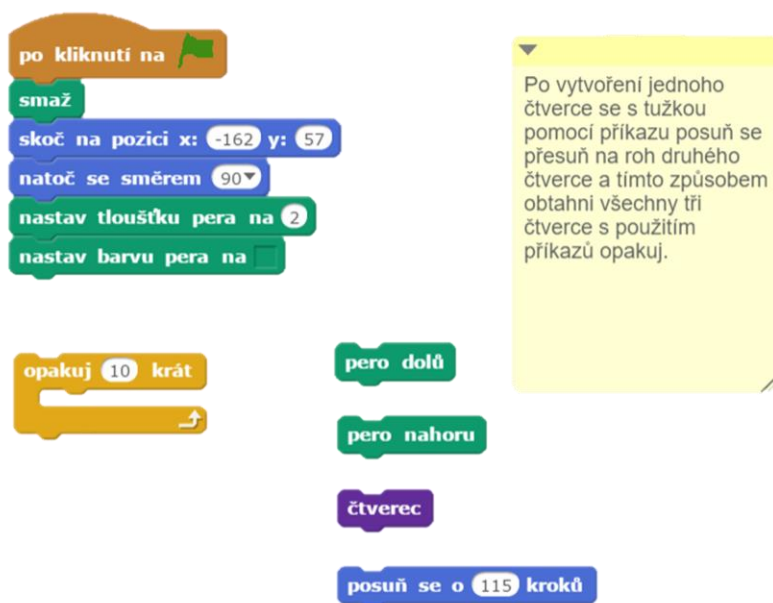 po kliknutí na
smaž
skoč na pozici x: -162 y: 57
natoč se směrem 90
nastav tloušťku pera na 2
nastav barvu pera na
Po vytvoření jednoho
čtverce se s tužkou
pomocí příkazu posuň se
přesuň na roh druhého
čtverce a tímto způsobem
obtahni všechny tři
čtverce s použitím
příkazů opakuj.
opakuj 10 krát
pero dolů
pero nahoru
čtverec
posuň se o 115 kroků